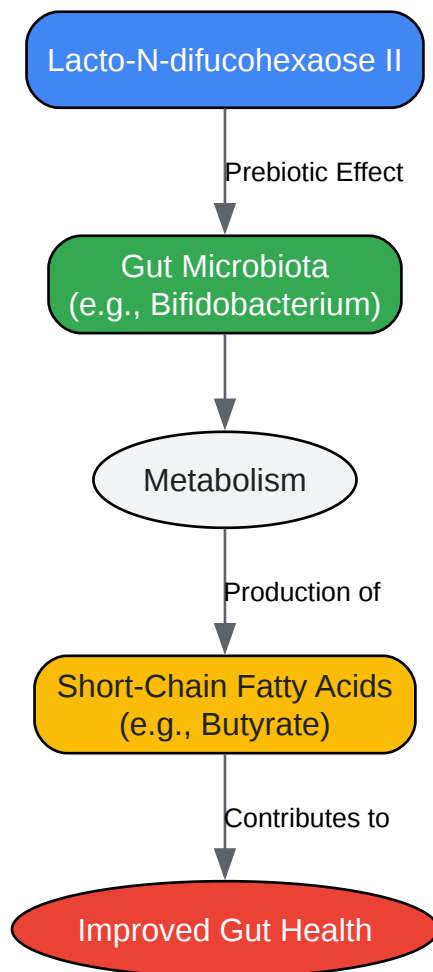 Lacto-N-difucohexaose II
Prebiotic Effect
Gut Microbiota
(e.g., Bifidobacterium)
Metabolism
Production of
Short-Chain Fatty Acids
(e.g., Butyrate)
Contributes to
Improved Gut Health